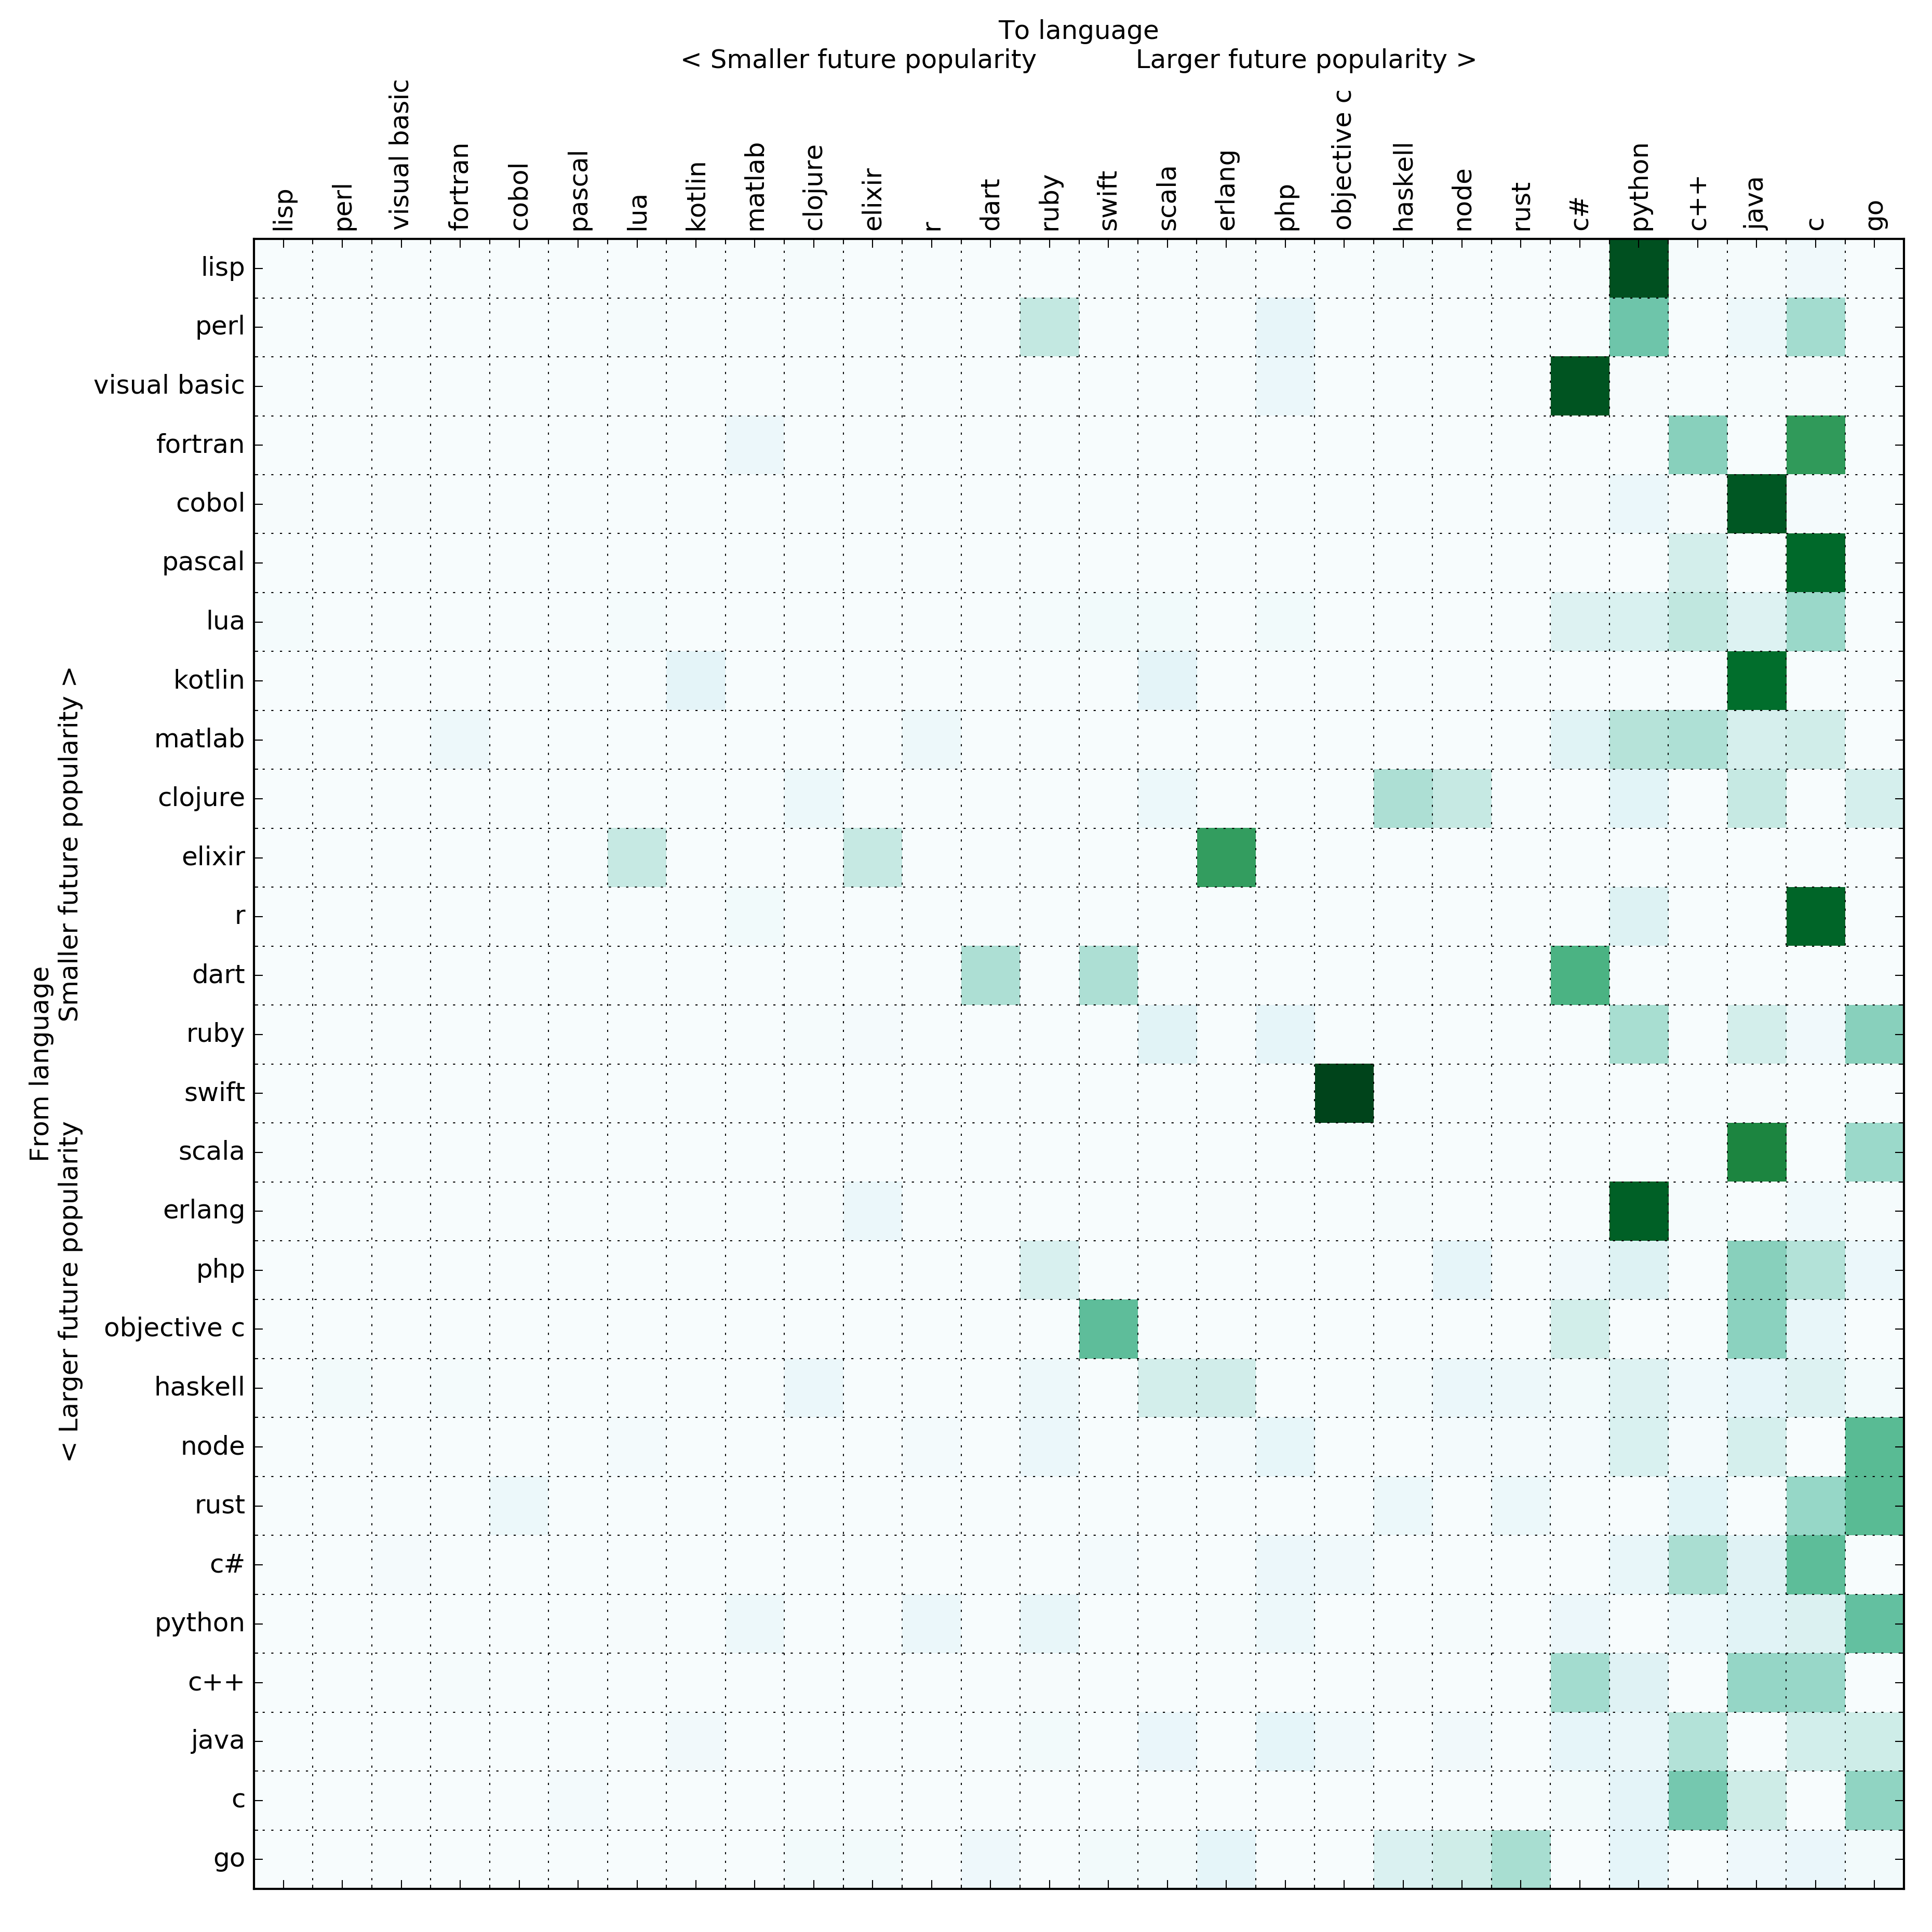 To language
< Smaller future popularity Larger future popularity >
lisp
perl
visual basic
fortran
cobol
pascal
lua
kotlin
matlab
clojure
elixir
r
dart
ruby
swift
scala
erlang
php
objective c
haskell
node
rust
c#
python
c++
java
c
go
From language
< Larger future popularity Smaller future popularity >
lisp
perl
visual basic
fortran
cobol
pascal
lua
kotlin
matlab
clojure
elixir
r
dart
ruby
swift
scala
erlang
php
objective c
haskell
node
rust
c#
python
c++
java
c
go